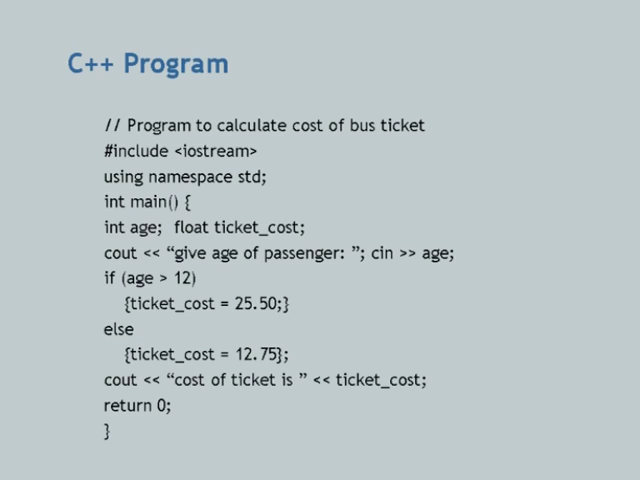 C++ Program
// Program to calculate cost of bus ticket
#include <iostream>
using namespace std;
int main() {
int age;  float ticket_cost;
cout << “give age of passenger: ”; cin >> age;
if (age > 12)
{ticket_cost = 25.50;}
else
{ticket_cost = 12.75};
cout << “cost of ticket is ” << ticket_cost;
return 0;
}